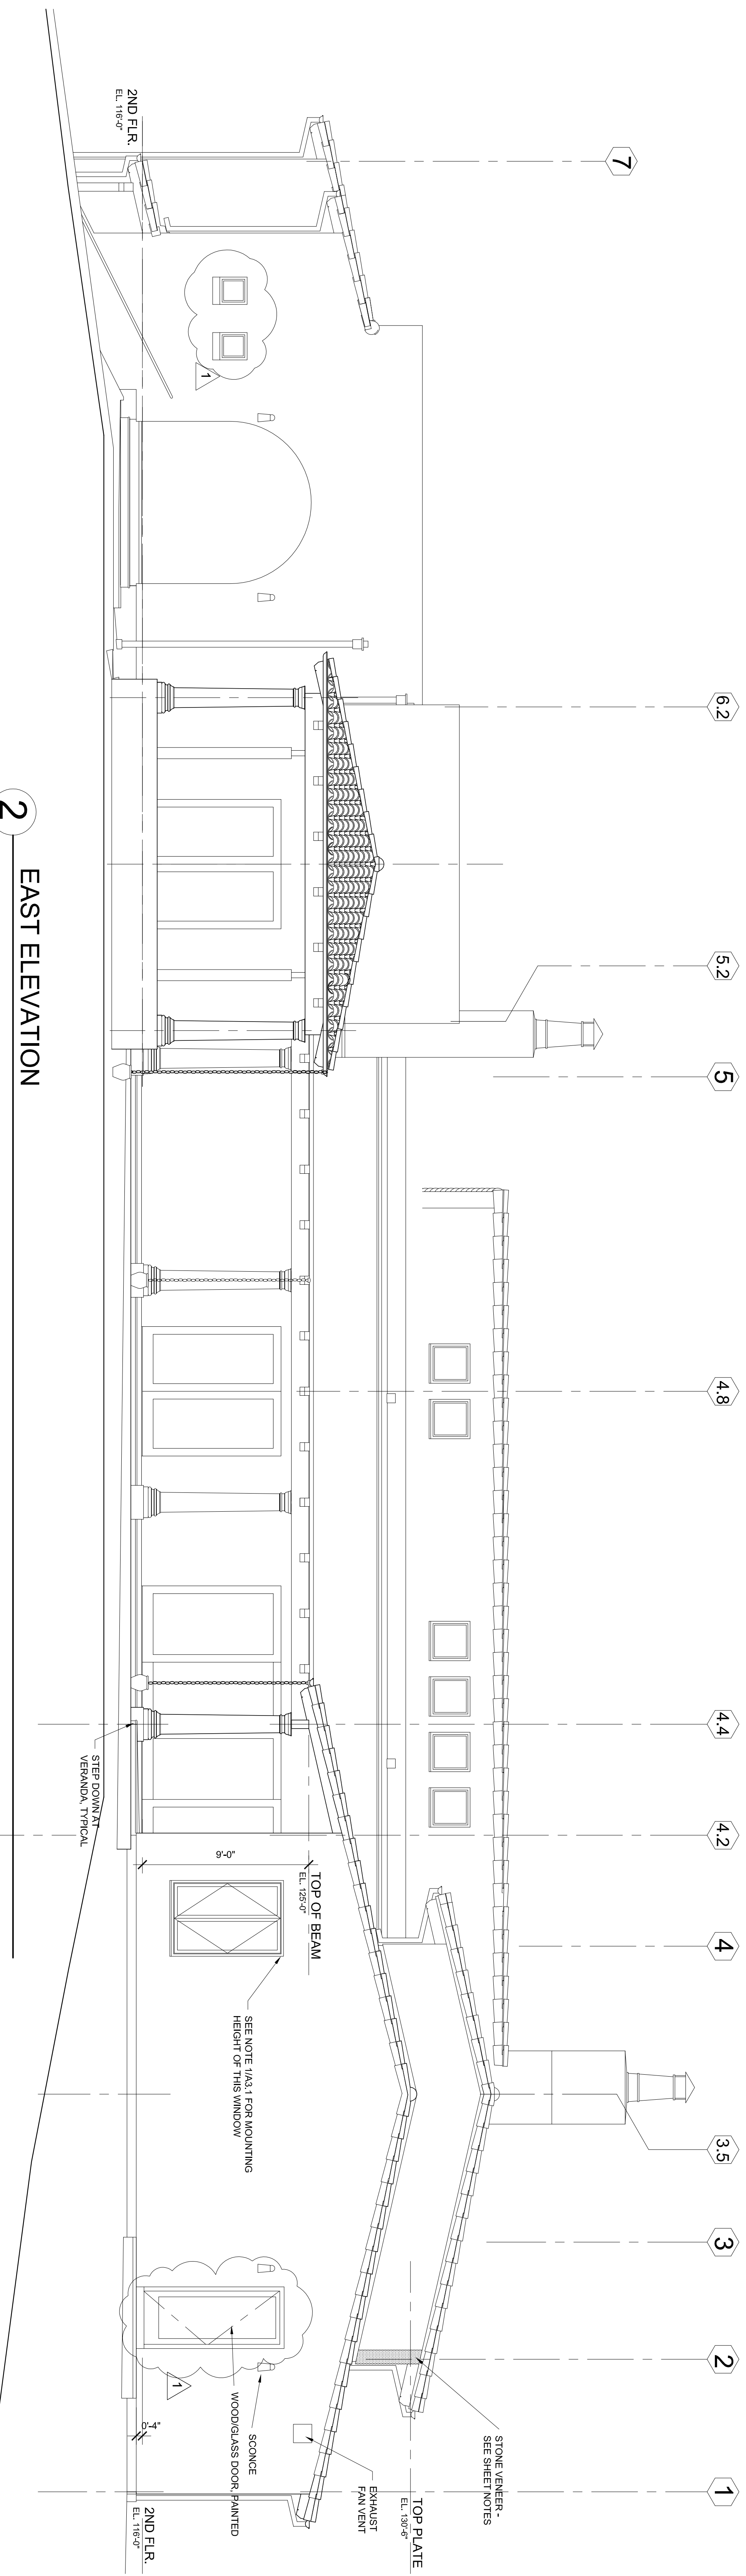 7
6.2
5.2
5
4.8
4.4
4.2
4
3.5
3
2
1
2ND FLR.
EL. 116'-0"
1
STEP DOWN AT
VERANDA, TYPICAL
9'-0"
TOP OF BEAM
EL. 125'-0"
SEE NOTE 1/A3.1 FOR MOUNTING
HEIGHT OF THIS WINDOW
STONE VENEER -
SEE SHEET NOTES
TOP PLATE
EL. 130'-6"
EXHAUST
FAN VENT
SCONCE
WOOD/GLASS DOOR, PAINTED
1
0'-4"
2ND FLR.
EL. 116'-0"
2
EAST ELEVATION